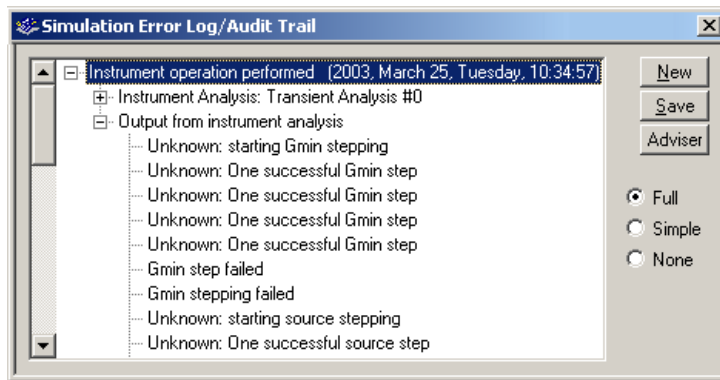 Simulation Error Log/Audit Trail
Instrument operation performed (2003, March 25, Tuesday, 10:34:57)
Instrument Analysis: Transient Analysis #0
Output from instrument analysis
Unknown: starting Gmin stepping
Unknown: One successful Gmin step
Unknown: One successful Gmin step
Unknown: One successful Gmin step
Unknown: One successful Gmin step
Gmin step failed
Gmin stepping failed
Unknown: starting source stepping
Unknown: One successful source step
New
Save
Adviser
Full
Simple
None